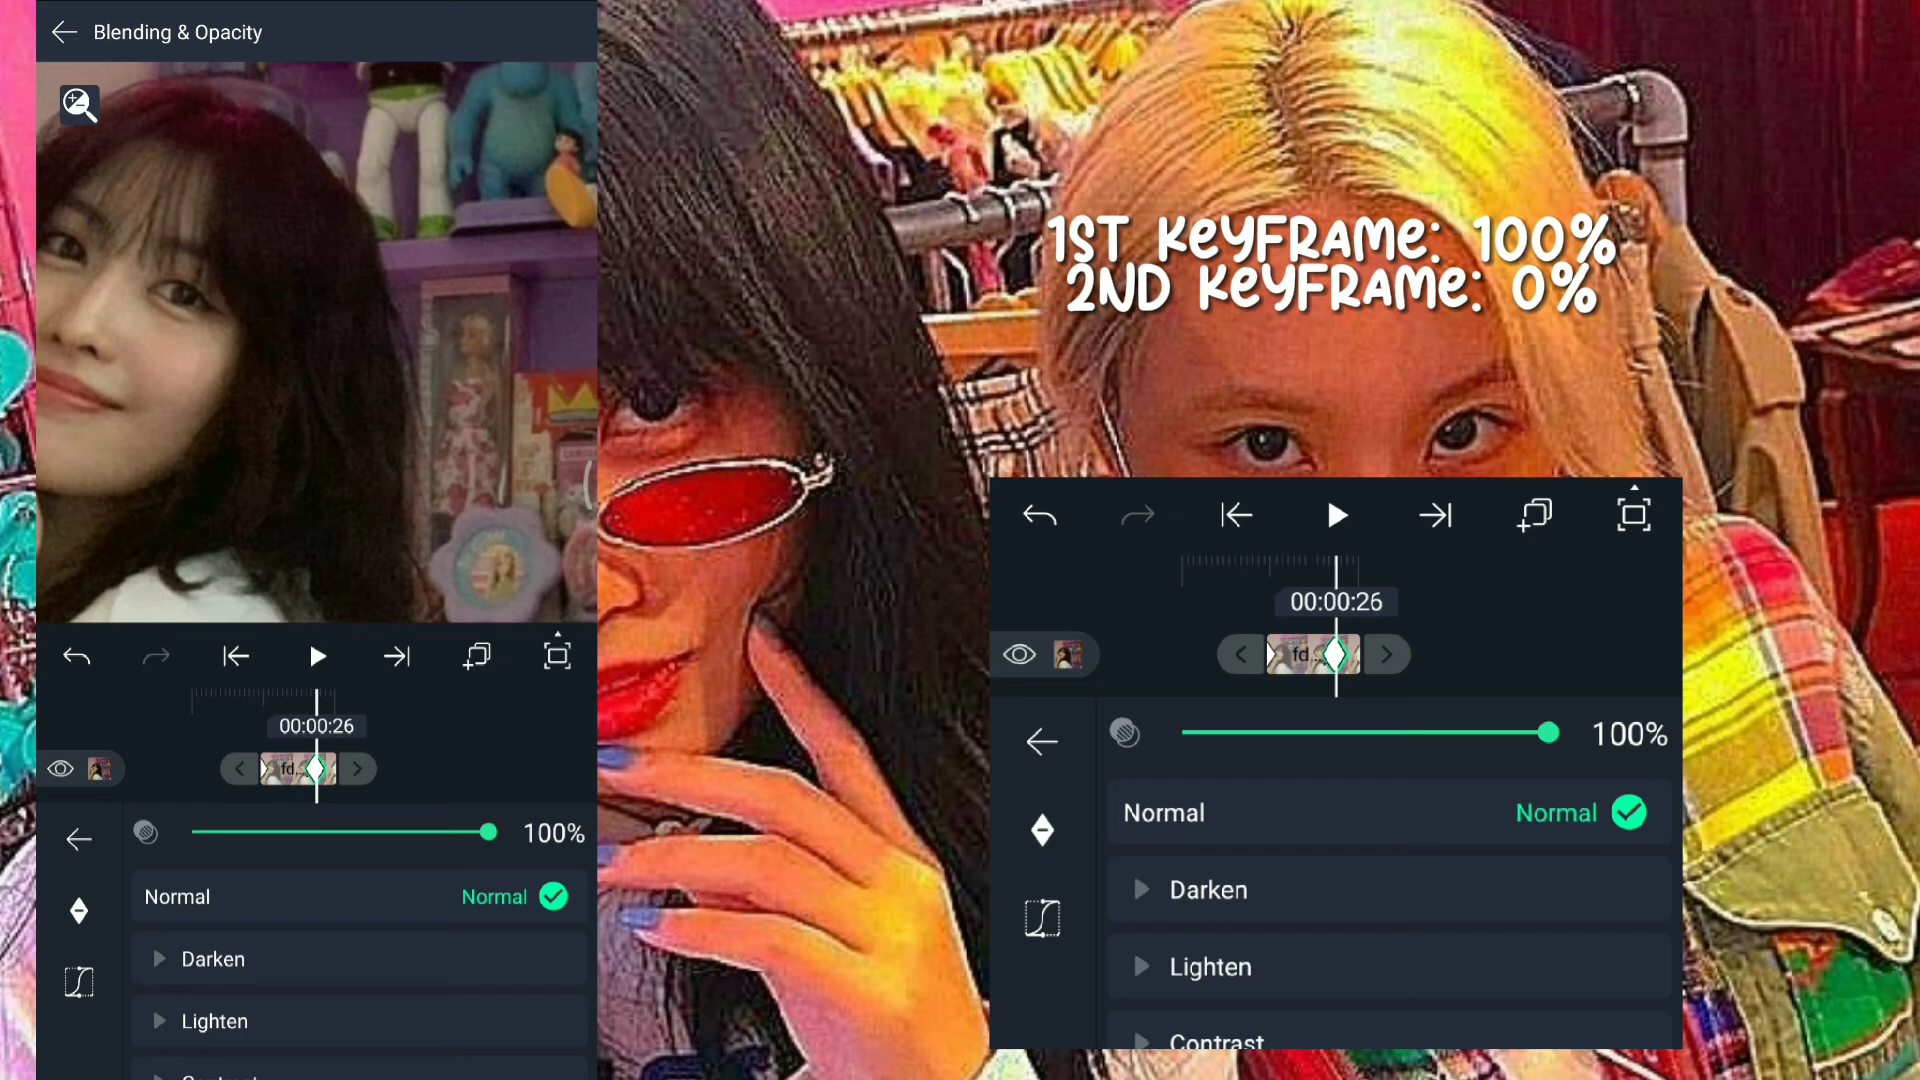 Blending & Opacity
1ST KEYFRAME: 100%
2ND KEYFRAME: 0%
00:00:26
fd...
100%
Normal Normal
Darken
Lighten
Contrast
00:00:26
fd...
100%
Normal Normal
Darken
Lighten